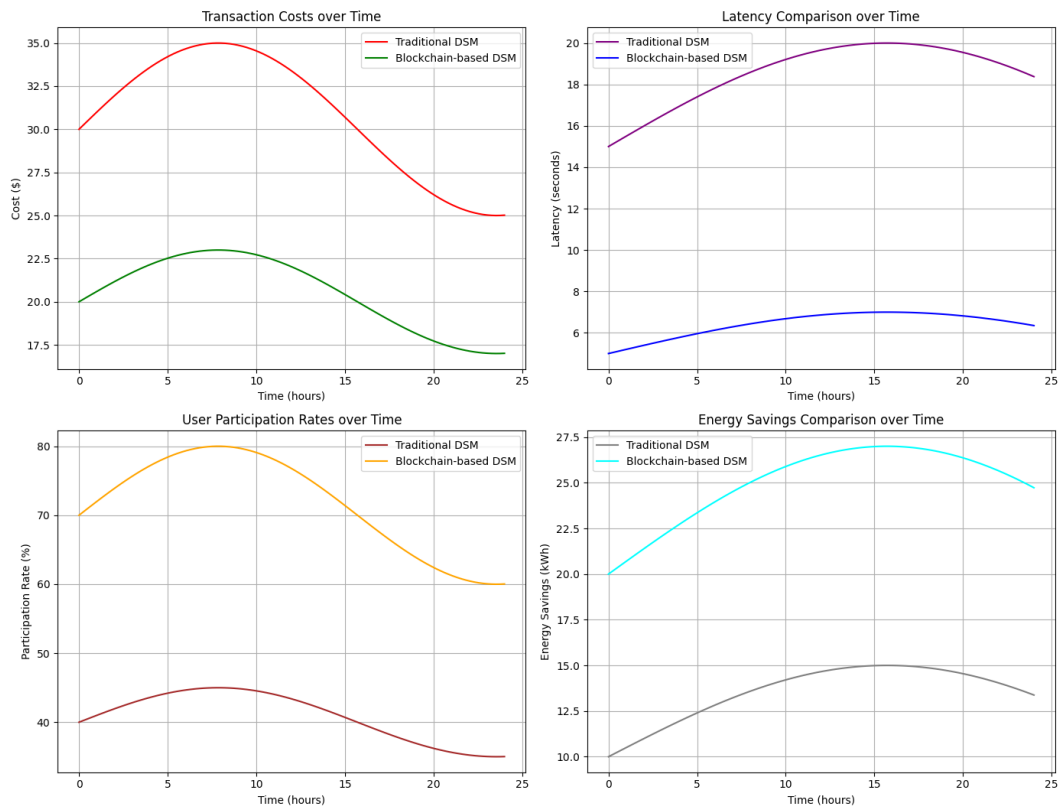 Transaction Costs over Time
35.0
32.5
30.0
27.5
25.0
22.5
20.0
17.5
Cost ($)
Traditional DSM
Blockchain-based DSM
0 5 10 15 20 25
Time (hours)
Latency Comparison over Time
20
18
16
14
12
10
8
6
Latency (seconds)
Traditional DSM
Blockchain-based DSM
0 5 10 15 20 25
Time (hours)
User Participation Rates over Time
80
70
60
50
40
Participation Rate (%)
Traditional DSM
Blockchain-based DSM
0 5 10 15 20 25
Time (hours)
Energy Savings Comparison over Time
27.5
25.0
22.5
20.0
17.5
15.0
12.5
10.0
Energy Savings (kWh)
Traditional DSM
Blockchain-based DSM
0 5 10 15 20 25
Time (hours)